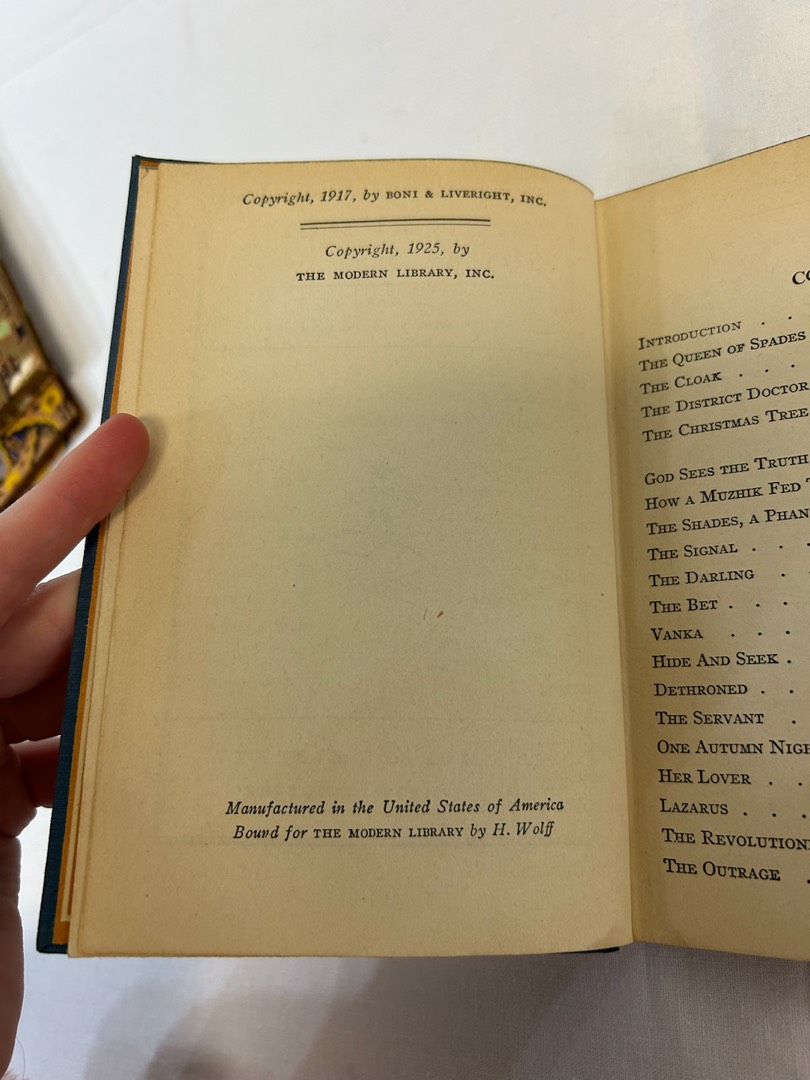 Copyright, 1917, by BONI & LIVERIGHT, INC.
Copyright, 1925, by
THE MODERN LIBRARY, INC.
Manufactured in the United States of America
Bound for THE MODERN LIBRARY by H. Wolff
INTRODUCTION . .
THE QUEEN OF SPADES
THE CLOAK . . .
THE DISTRICT DOCTOR
THE CHRISTMAS TREE
GOD SEES THE TRUTH
HOW A MUZHIK FED
THE SHADES, A
THE SIGNAL . . .
THE DARLING .
THE BET . . .
VANKA . . .
HIDE AND SEEK .
DETHRONED . .
THE SERVANT .
ONE AUTUMN
HER LOVER . .
LAZARUS . . .
THE
THE OUTRAGE .